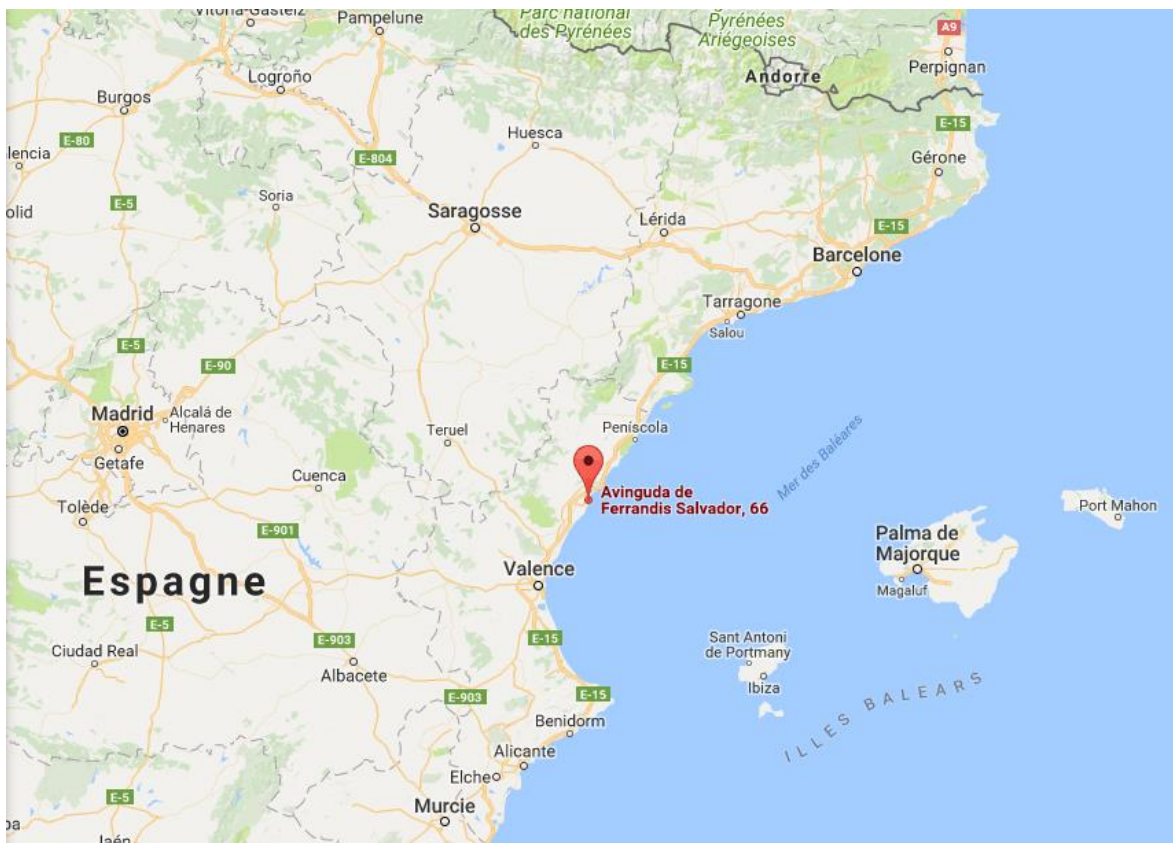 Vitoria-Gasteiz
Pampelune
Parc national
des Pyrénées
Pyrénées
Ariégeoises
A9
Perpignan
Logroño
Andorre
Burgos
E-15
E-80
Huesca
lencia
E-804
Gérone
Soria
E-5
olid
Saragosse
Lérida
E-15
Barcelone
Tarragone
Salou
E-5
E-90
E-15
Madrid
Alcalá de
Henares
Teruel
Peníscola
Mer des Baléares
Getafe
Cuenca
Avinguda de
Ferrandis Salvador, 66
Tolède
Port Mahon
E-901
Palma de
Majorque
Valence
Magaluf
Espagne
E-5
E-903
E-15
Sant Antoni
de Portmany
Ciudad Real
Albacete
Ibiza
E-903
E-15
ILLES BALEARS
Benidorm
Alicante
Elche
E-5
Murcie
ba
Jaén